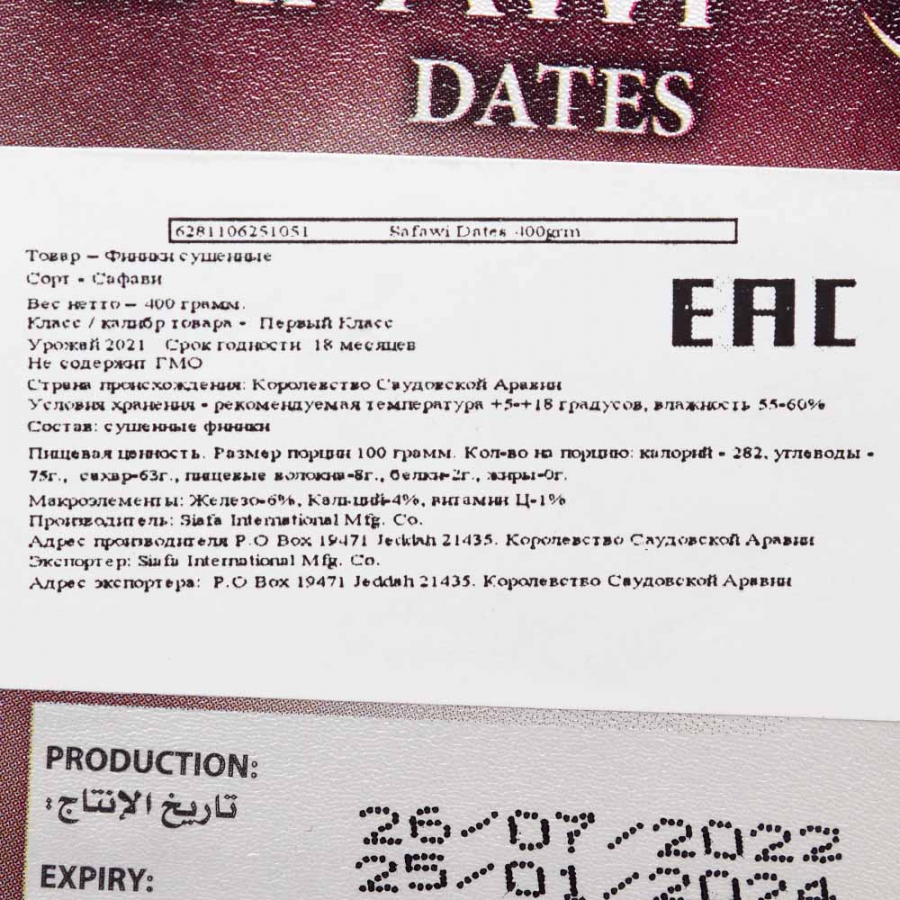 DATES
6281106251051 Safawi Dates 400grm
Товар – Финики сушенные
Сорт - Сафави
Вес нетто – 400 грамм.
Класс / калибр товара - Первый Класс
Урожай 2021 Срок годности 18 месяцев
Не содержит ГМО
Страна происхождения: Королевство Саудовской Аравии
Условия хранения - рекомендуемая температура +5-+18 градусов, влажность 55-60%
Состав: сушенные финики
Пищевая ценность. Размер порции 100 грамм. Кол-во на порцию: калорий - 282, углеводы -
75г., сахар-63г., пищевые волокна-8г., белки-2г., жиры-0г.
Макроэлементы: Железо-6%, Кальций-4%, витамин Ц-1%
Производитель: Siafa International Mfg. Co.
Адрес производителя P.O Box 19471 Jeddah 21435. Королевство Саудовской Аравии
Экспортер: Siafa International Mfg. Co.
Адрес экспортера: P.O Box 19471 Jeddah 21435. Королевство Саудовской Аравии
EAC
PRODUCTION:
تاريخ الإنتاج:
26/07/2022
EXPIRY:
25/01/2024